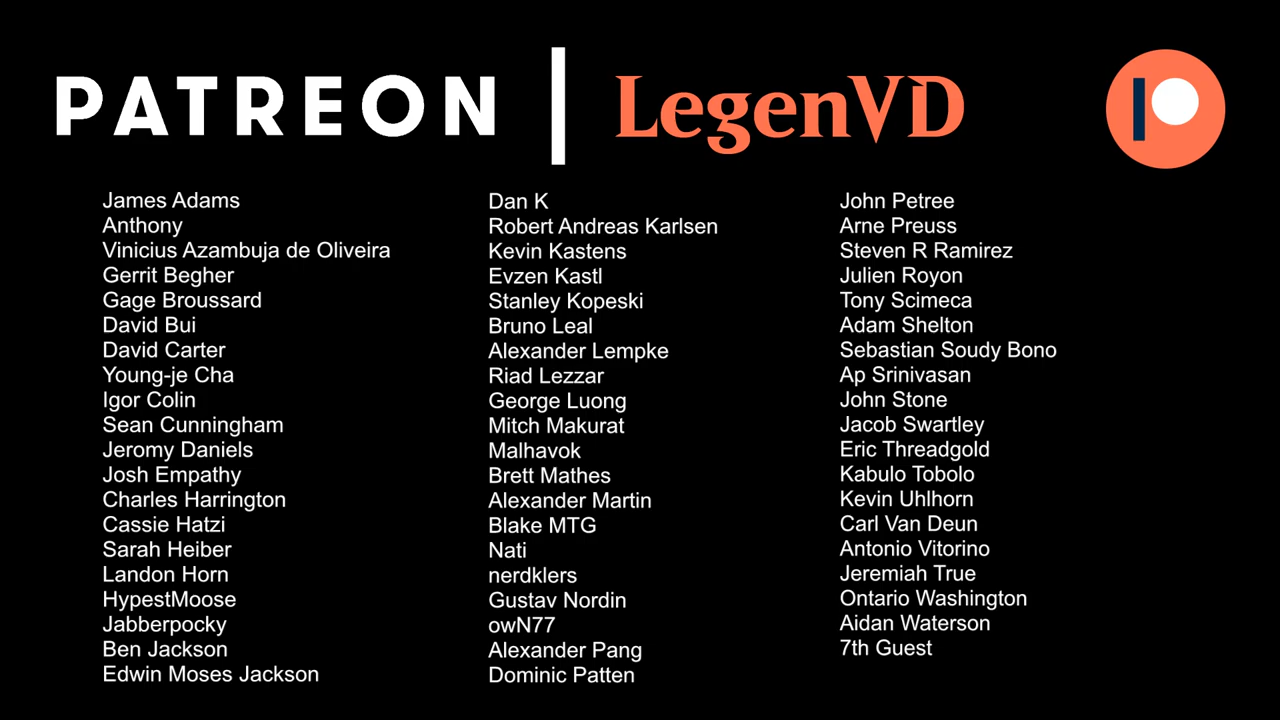 PATREON | LegenVD
James Adams
Anthony
Vinicius Azambuja de Oliveira
Gerrit Begher
Gage Broussard
David Bui
David Carter
Young-je Cha
Igor Colin
Sean Cunningham
Jeromy Daniels
Josh Empathy
Charles Harrington
Cassie Hatzi
Sarah Heiber
Landon Horn
HypestMoose
Jabberpocky
Ben Jackson
Edwin Moses Jackson
Dan K
Robert Andreas Karlsen
Kevin Kastens
Evzen Kastl
Stanley Kopeski
Bruno Leal
Alexander Lempke
Riad Lezzar
George Luong
Mitch Makurat
Malhavok
Brett Mathes
Alexander Martin
Blake MTG
Nati
nerdklers
Gustav Nordin
owN77
Alexander Pang
Dominic Patten
John Petree
Arne Preuss
Steven R Ramirez
Julien Royon
Tony Scimeca
Adam Shelton
Sebastian Soudy Bono
Ap Srinivasan
John Stone
Jacob Swartley
Eric Threadgold
Kabulo Tobolo
Kevin Uhlhorn
Carl Van Deun
Antonio Vitorino
Jeremiah True
Ontario Washington
Aidan Waterson
7th Guest